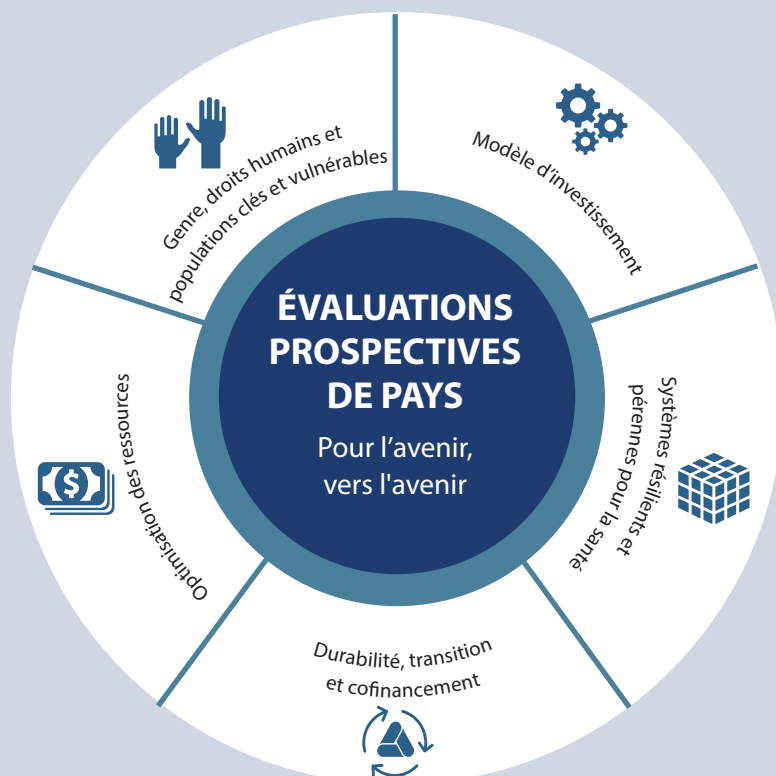 Genre, droits humains et
populations clés et vulnérables
Modèle d’investissement
ÉVALUATIONS
PROSPECTIVES
DE PAYS
Pour l’avenir,
vers l'avenir
Systèmes résilients et
pérennes pour la santé
Optimisation des ressources
$
Durabilité, transition
et cofinancement